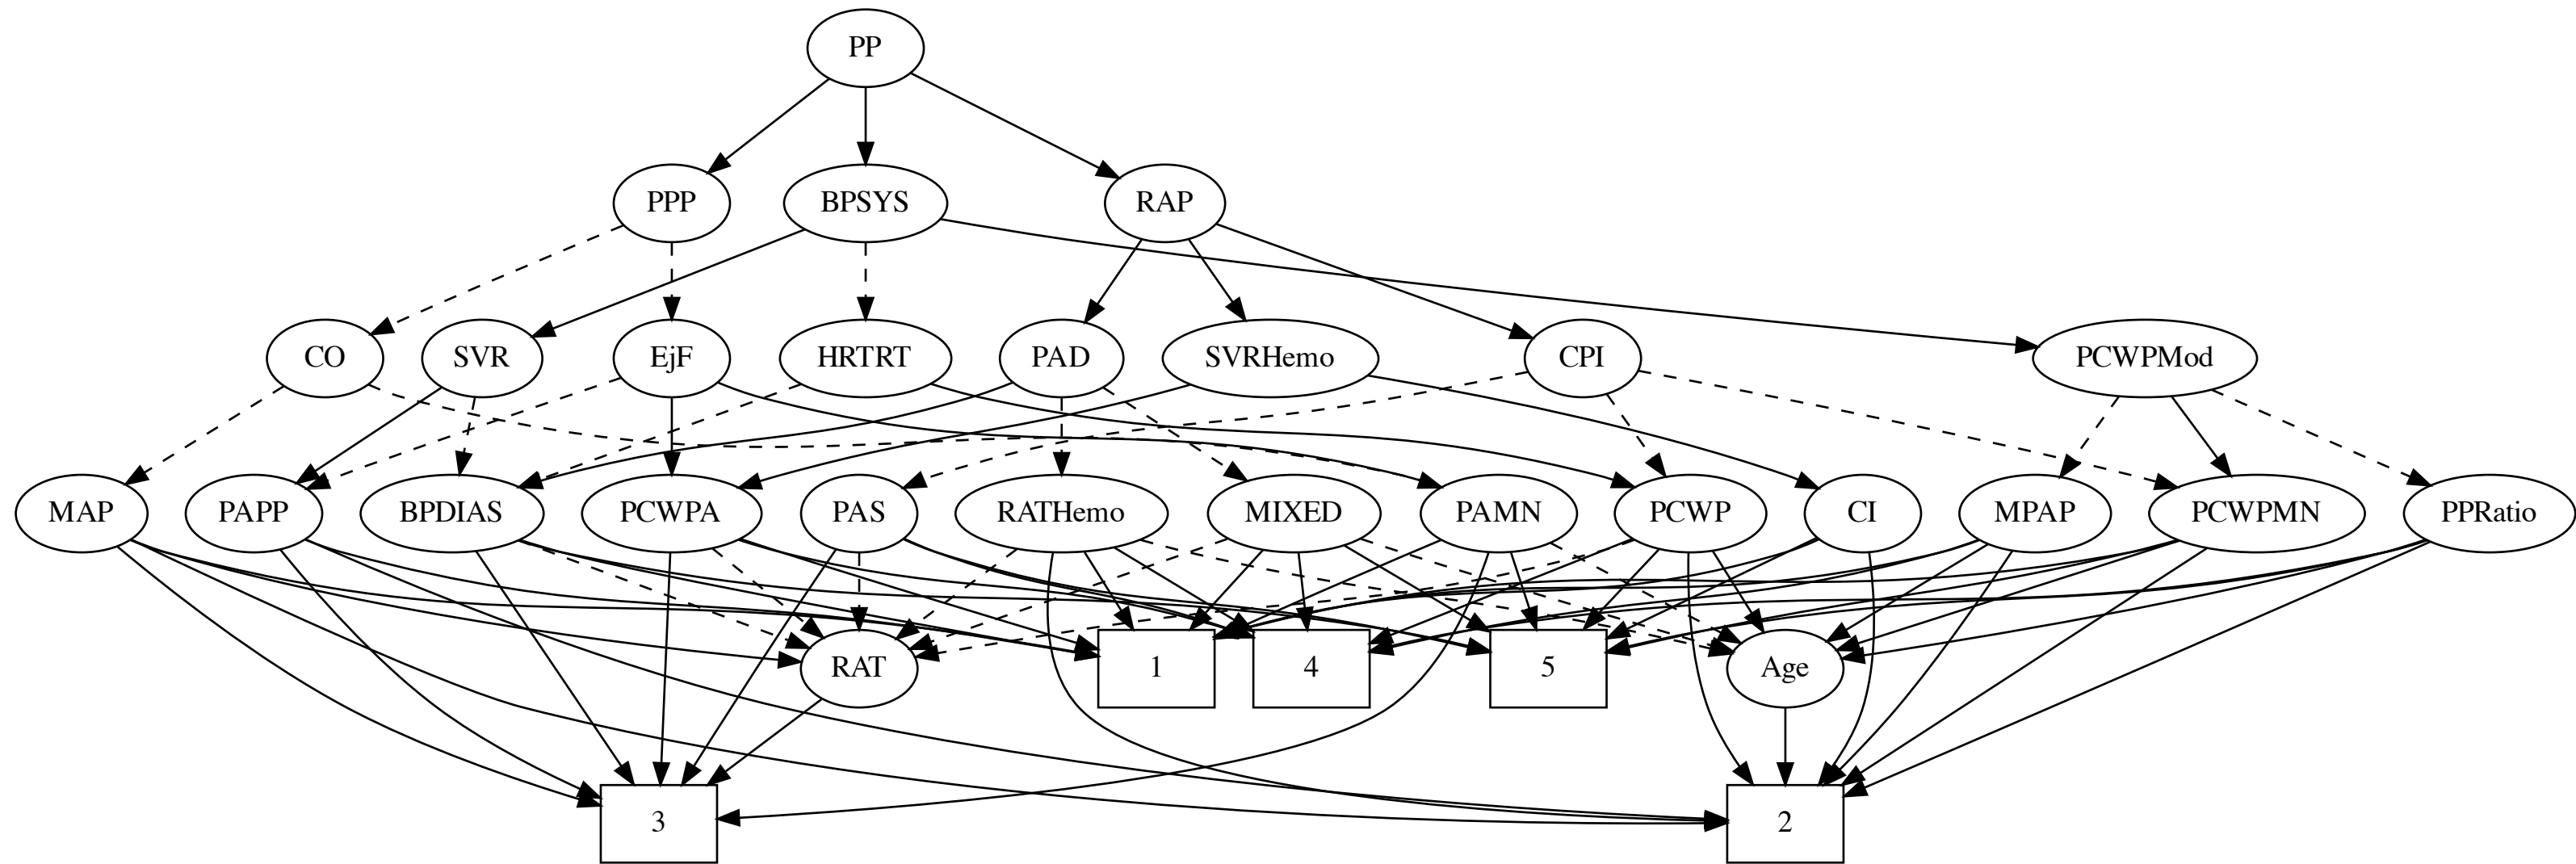 PP
PPP
BPSYS
RAP
CO
SVR
EjF
HRTRT
PAD
SVRHemo
CPI
PCWPMod
MAP
PAPP
BPDIAS
PCWPA
PAS
RATHemo
MIXED
PAMN
PCWP
CI
MPAP
PCWPMN
PPRatio
RAT
1
4
5
Age
3
2